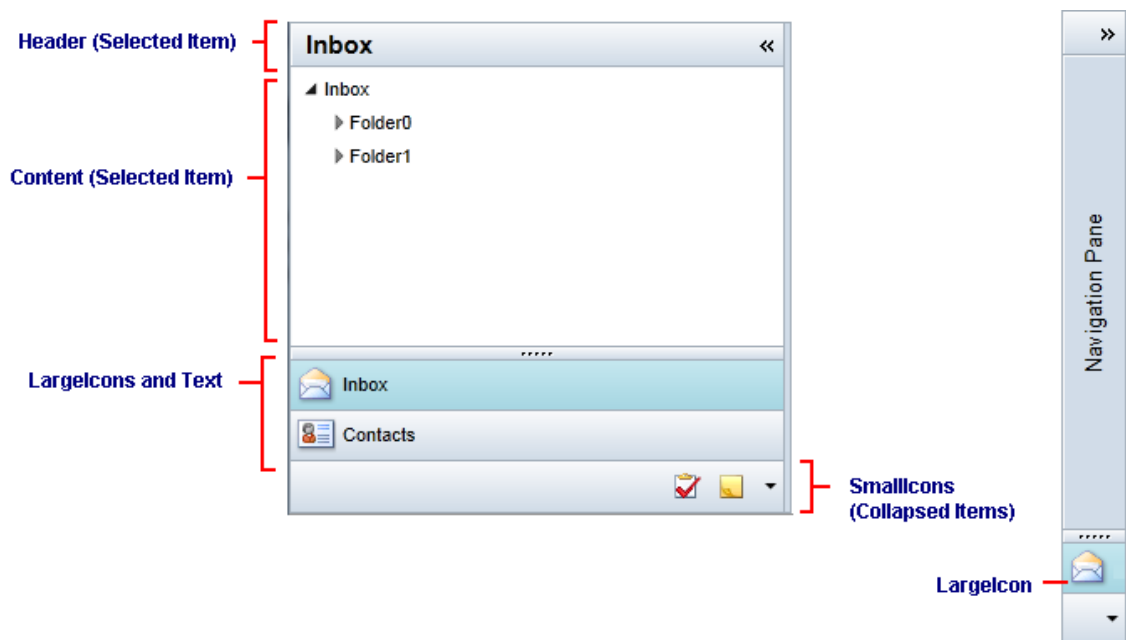 Header (Selected Item)
Inbox
«
»
Inbox
Folder0
Folder1
Content (Selected Item)
Navigation Pane
LargeIcons and Text
Inbox
Contacts
SmallIcons
(Collapsed Items)
LargeIcon